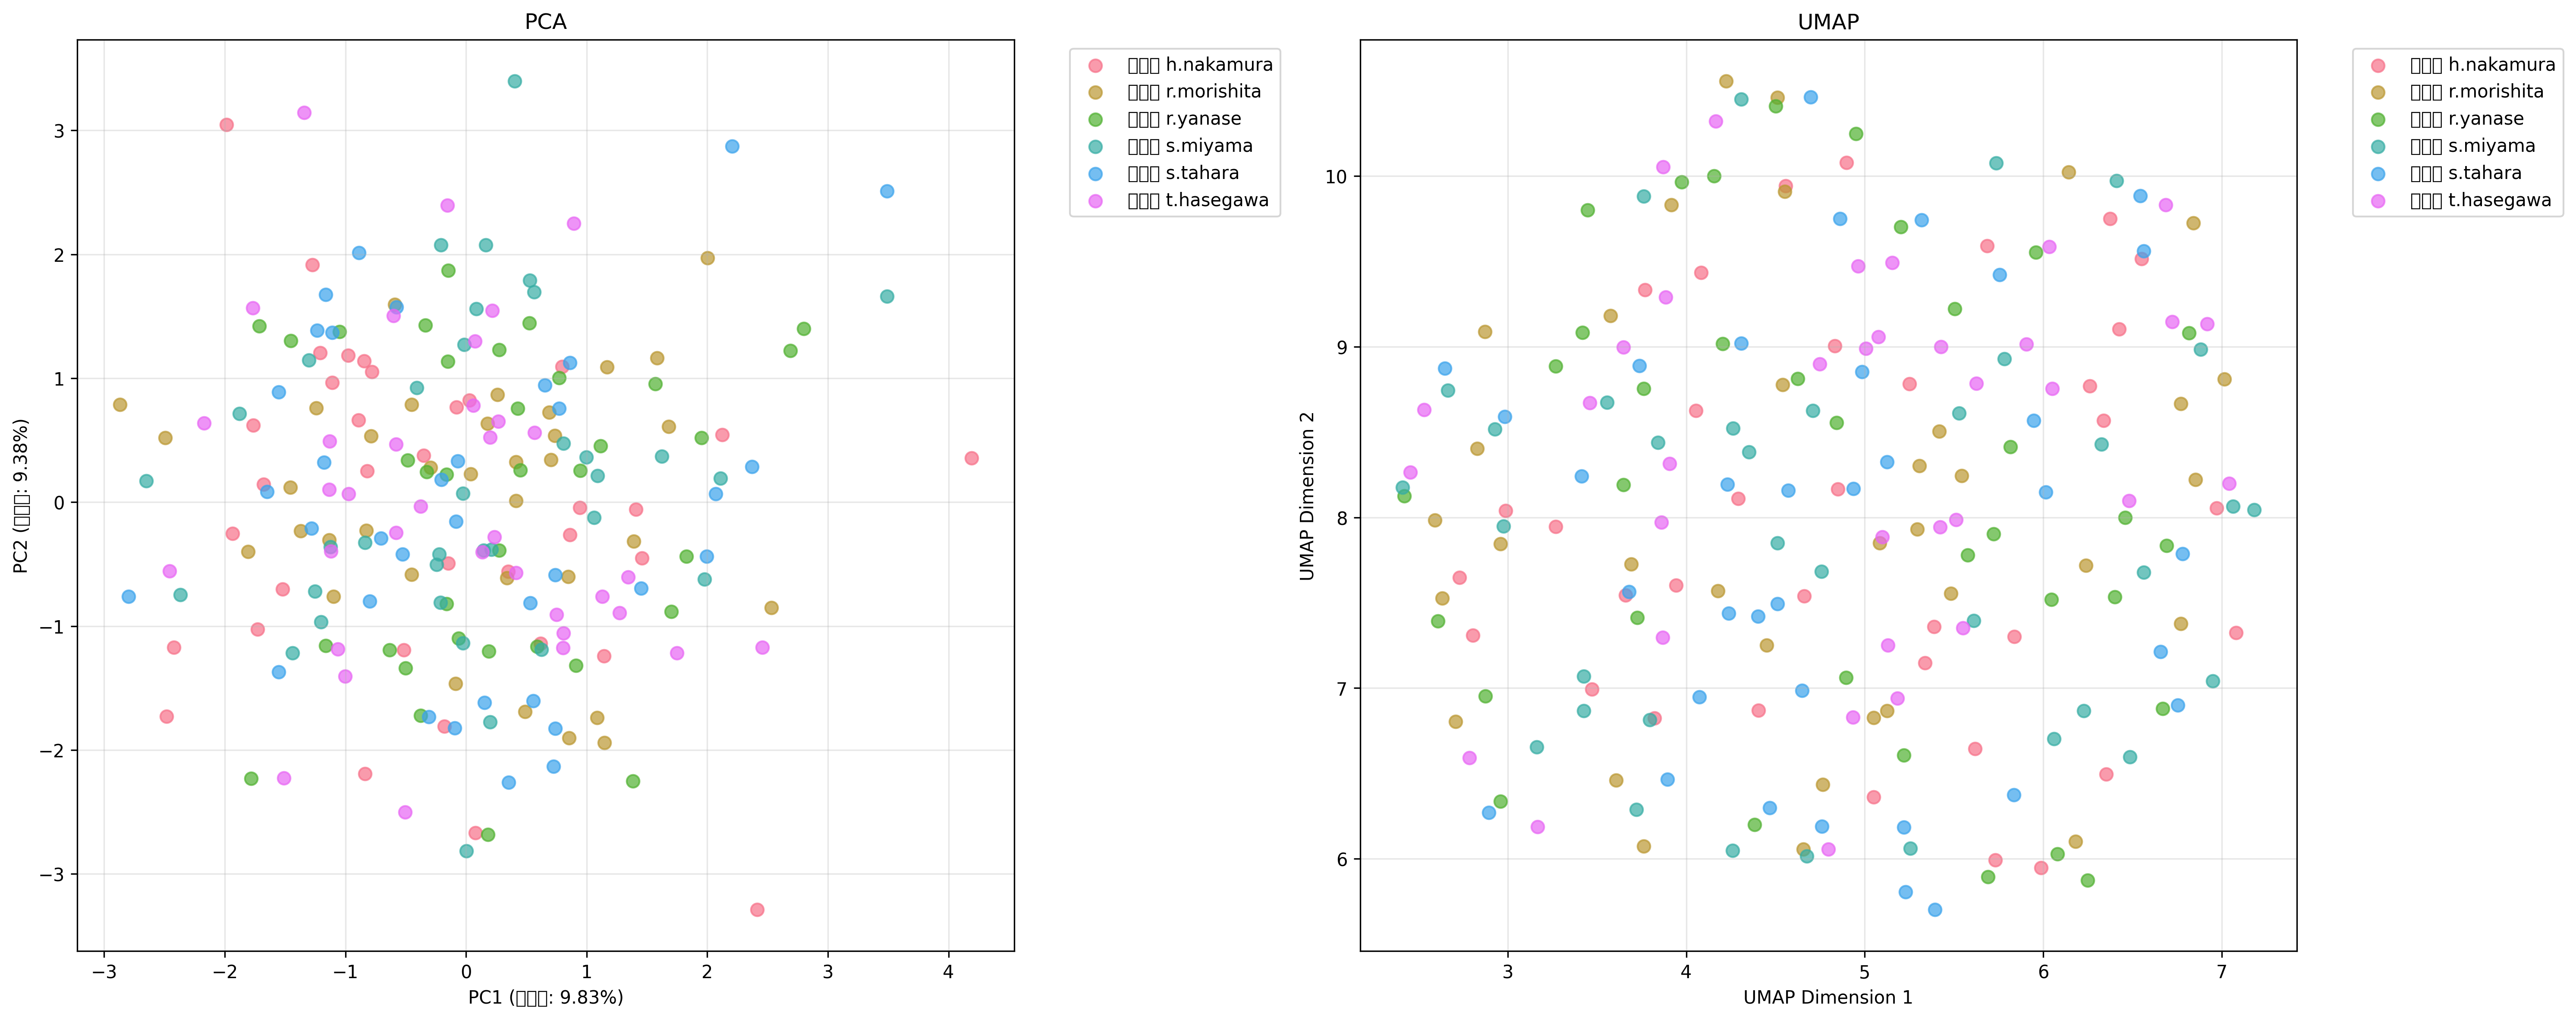 PCA
3
2
1
0
−1
−2
−3
PC2 (▯▯▯: 9.38%)
−3 −2 −1 0 1 2 3 4
PC1 (▯▯▯: 9.83%)
▯▯▯ h.nakamura
▯▯▯ r.morishita
▯▯▯ r.yanase
▯▯▯ s.miyama
▯▯▯ s.tahara
▯▯▯ t.hasegawa
UMAP
10
9
8
7
6
UMAP Dimension 2
3 4 5 6 7
UMAP Dimension 1
▯▯▯ h.nakamura
▯▯▯ r.morishita
▯▯▯ r.yanase
▯▯▯ s.miyama
▯▯▯ s.tahara
▯▯▯ t.hasegawa